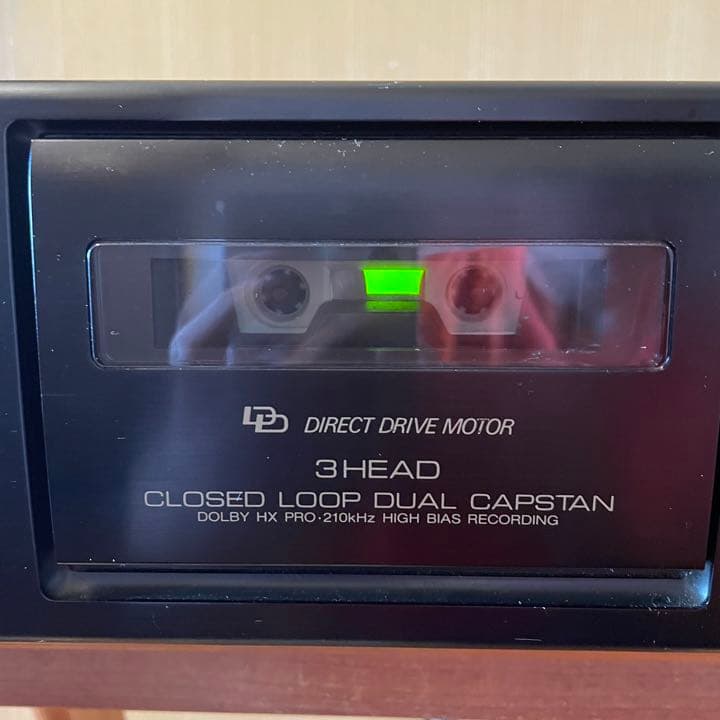 DD DIRECT DRIVE MOTOR
3HEAD
CLOSED LOOP DUAL CAPSTAN
DOLBY HX PRO·210kHz HIGH BIAS RECORDING